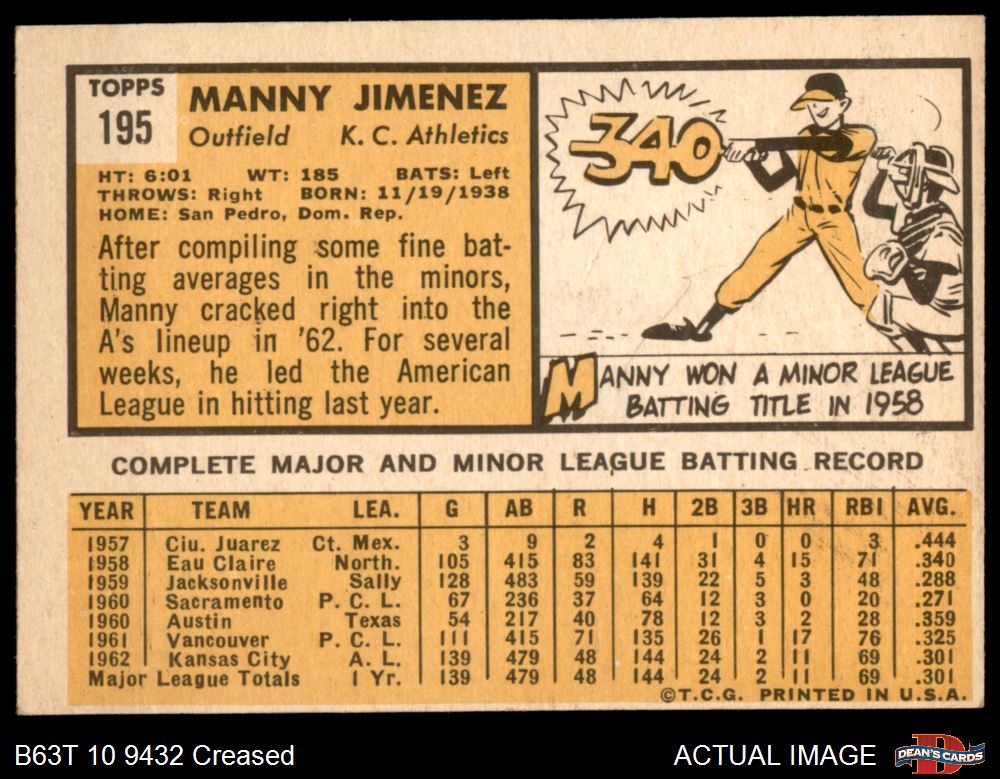 TOPPS
195
MANNY JIMENEZ
Outfield K. C. Athletics
HT: 6:01 WT: 185 BATS: Left
THROWS: Right BORN: 11/19/1938
HOME: San Pedro, Dom. Rep.
After compiling some fine bat-
ting averages in the minors,
Manny cracked right into the
A's lineup in '62. For several
weeks, he led the American
League in hitting last year.
340
MANNY WON A MINOR LEAGUE
BATTING TITLE IN 1958
COMPLETE MAJOR AND MINOR LEAGUE BATTING RECORD
YEAR TEAM LEA. G AB R H 2B 3B HR RBI AVG.
1957 Ciu. Juarez Ct. Mex. 3 9 2 4 1 0 0 3 .444
1958 Eau Claire North. 105 415 83 141 31 4 15 71 .340
1959 Jacksonville Sally 128 483 59 139 22 5 3 48 .288
1960 Sacramento P. C. L. 67 236 37 64 12 3 0 20 .271
1960 Austin Texas 54 217 40 78 12 3 2 28 .359
1961 Vancouver P. C. L. 111 415 71 135 26 1 17 76 .325
1962 Kansas City A. L. 139 479 48 144 24 2 11 69 .301
Major League Totals 1 Yr. 139 479 48 144 24 2 11 69 .301
©T.C.G. PRINTED IN U.S.A.
B63T 10 9432 Creased
ACTUAL IMAGE
DEAN'S CARDS